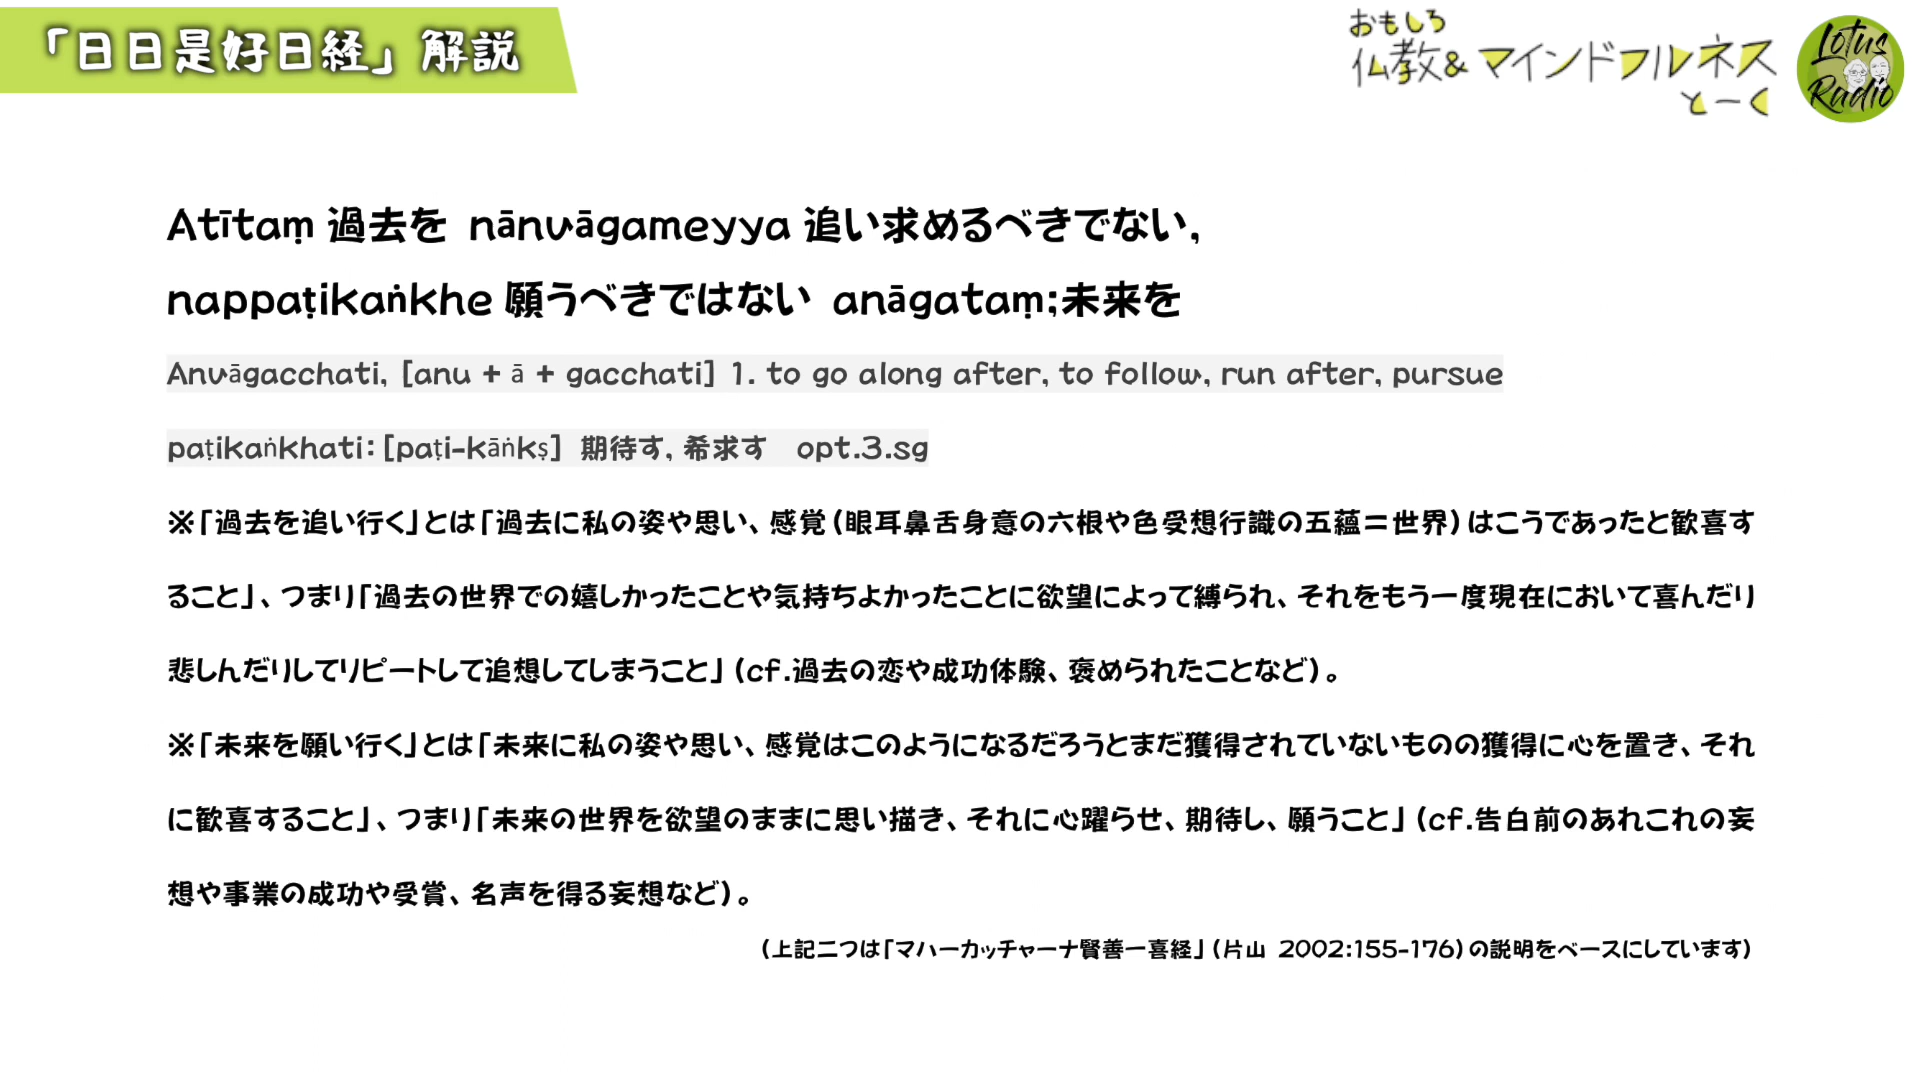 「日日是好日経」解説
おもしろ
仏教&マインドフルネス
とーく
Lotus
Radio
Atītaṃ 過去を nānvāgameyya 追い求めるべきでない,
nappaṭikaṅkhe 願うべきではない anāgataṃ;未来を
Anvāgacchati, [anu + ā + gacchati] 1. to go along after, to follow, run after, pursue
paṭikaṅkhati: [paṭi-kāṅkṣ] 期待す, 希求す　opt.3.sg
※「過去を追い行く」とは「過去に私の姿や思い、感覚(眼耳鼻舌身意の六根や色受想行識の五蘊=世界)はこうであったと歓喜す
ること」、つまり「過去の世界での嬉しかったことや気持ちよかったことに欲望によって縛られ、それをもう一度現在において喜んだり
悲しんだりしてリピートして追想してしまうこと」(cf.過去の恋や成功体験、褒められたことなど)。
※「未来を願い行く」とは「未来に私の姿や思い、感覚はこのようになるだろうとまだ獲得されていないものの獲得に心を置き、それ
に歓喜すること」、つまり「未来の世界を欲望のままに思い描き、それに心躍らせ、期待し、願うこと」(cf.告白前のあれこれの妄
想や事業の成功や受賞、名声を得る妄想など)。
(上記二つは「マハーカッチャーナ賢善一喜経」(片山 2002:155-176)の説明をベースにしています)